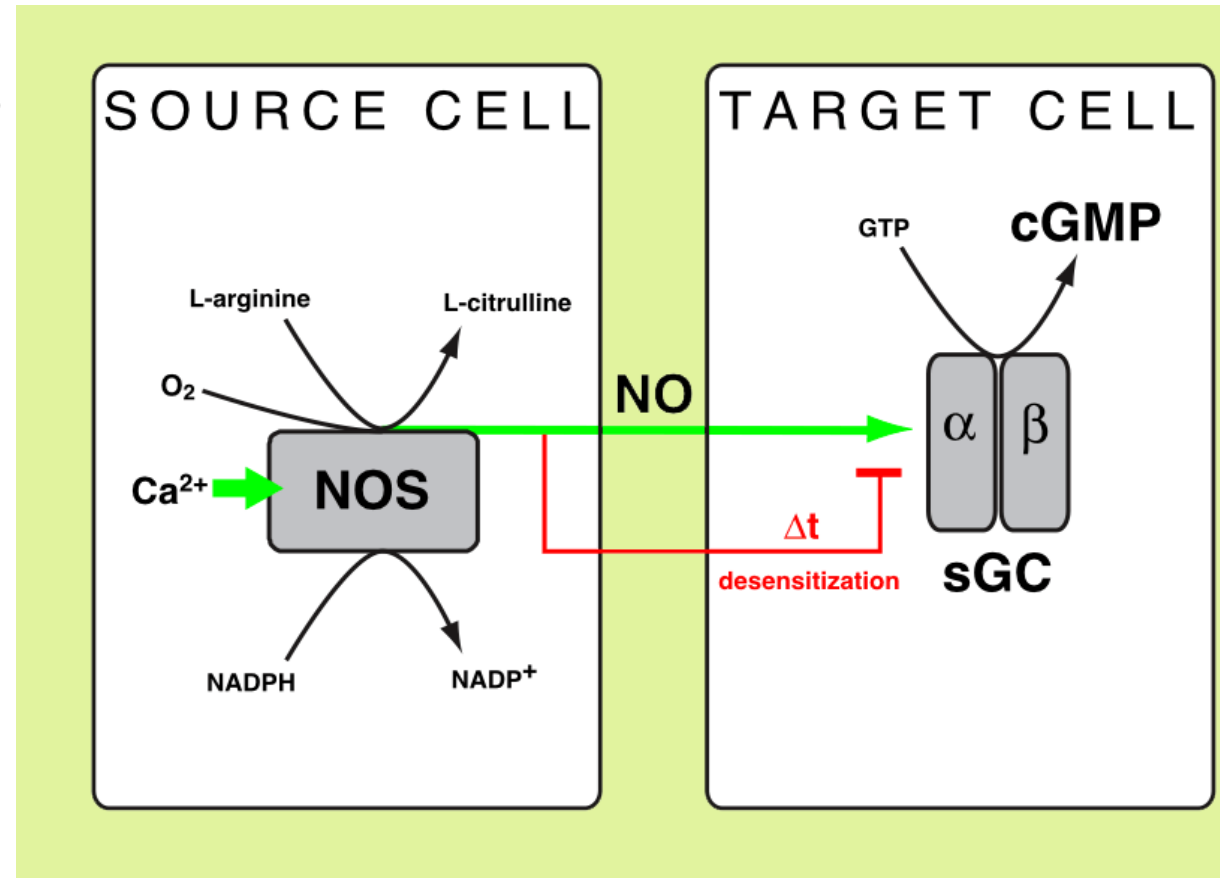 SOURCE CELL
TARGET CELL
GTP
cGMP
L-arginine
L-citrulline
O₂
NO
α
β
Ca²⁺
NOS
Δt
desensitization
sGC
NADPH
NADP⁺